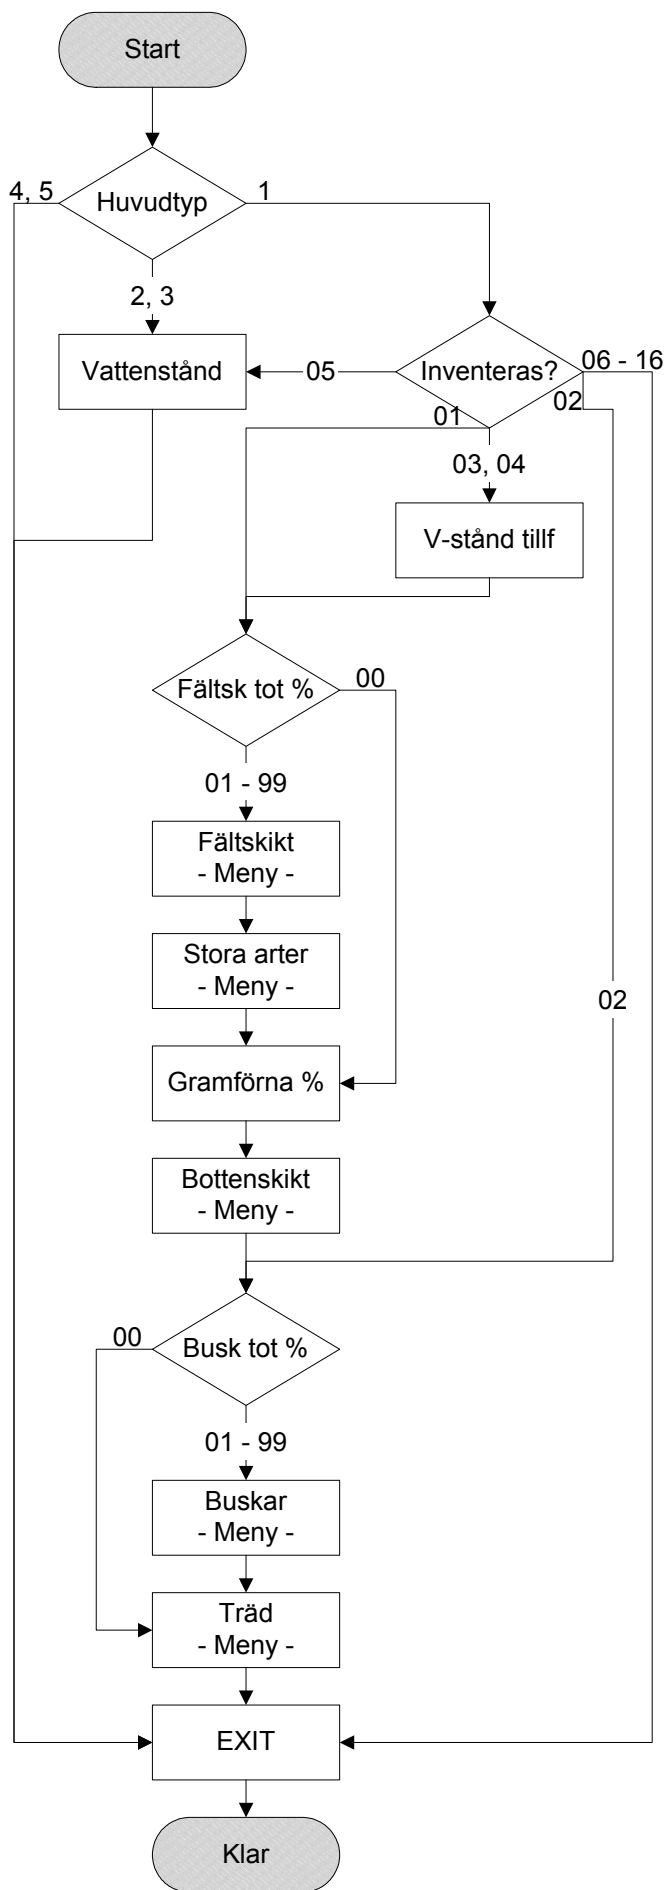 Start
4, 5
Huvudtyp
1
2, 3
Vattenstånd
05
Inventeras?
06 - 16
01
02
03, 04
V-stånd tillf
Fältsk tot %
00
01 - 99
Fältskikt
- Meny -
Stora arter
- Meny -
02
Gramförna %
Bottenskikt
- Meny -
00
Busk tot %
01 - 99
Buskar
- Meny -
Träd
- Meny -
EXIT
Klar